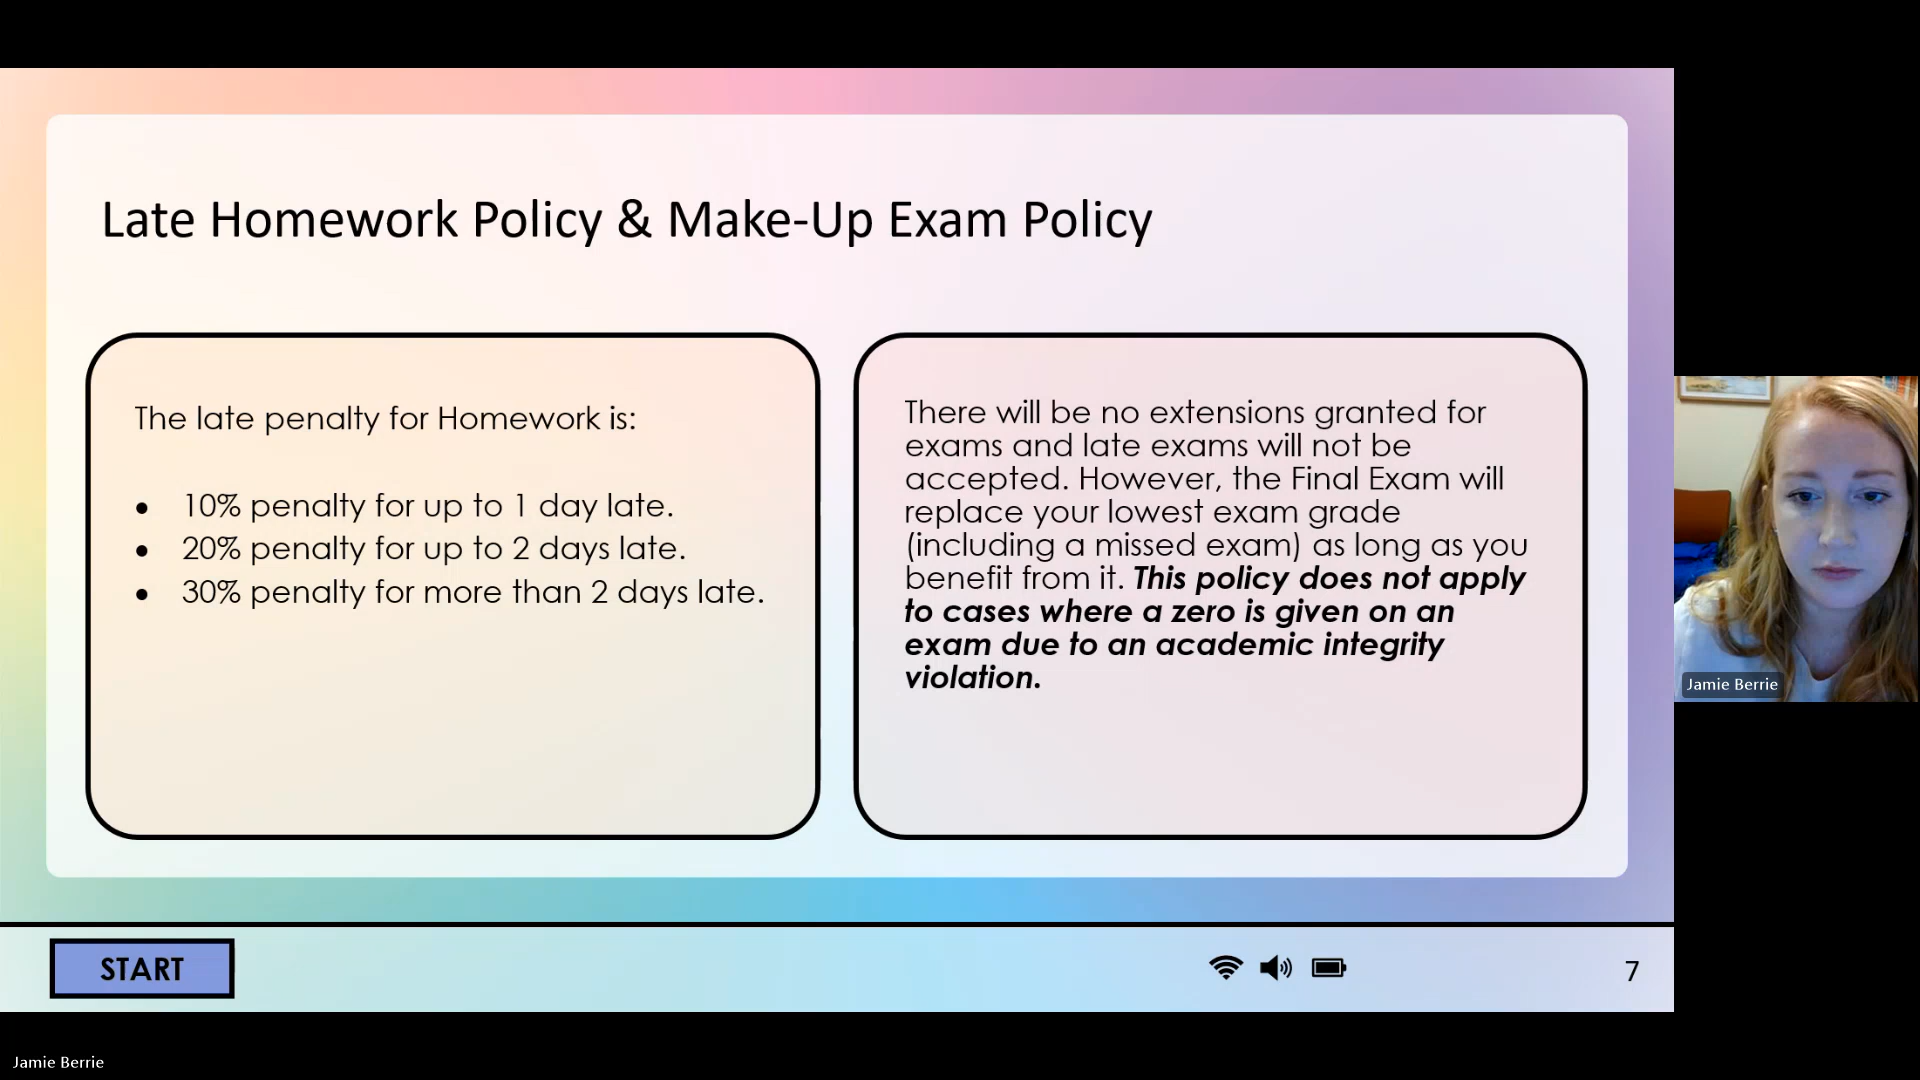 Late Homework Policy & Make-Up Exam Policy
The late penalty for Homework is:
• 10% penalty for up to 1 day late.
• 20% penalty for up to 2 days late.
• 30% penalty for more than 2 days late.
There will be no extensions granted for
exams and late exams will not be
accepted. However, the Final Exam will
replace your lowest exam grade
(including a missed exam) as long as you
benefit from it. This policy does not apply
to cases where a zero is given on an
exam due to an academic integrity
violation.
START
7
Jamie Berrie
Jamie Berrie